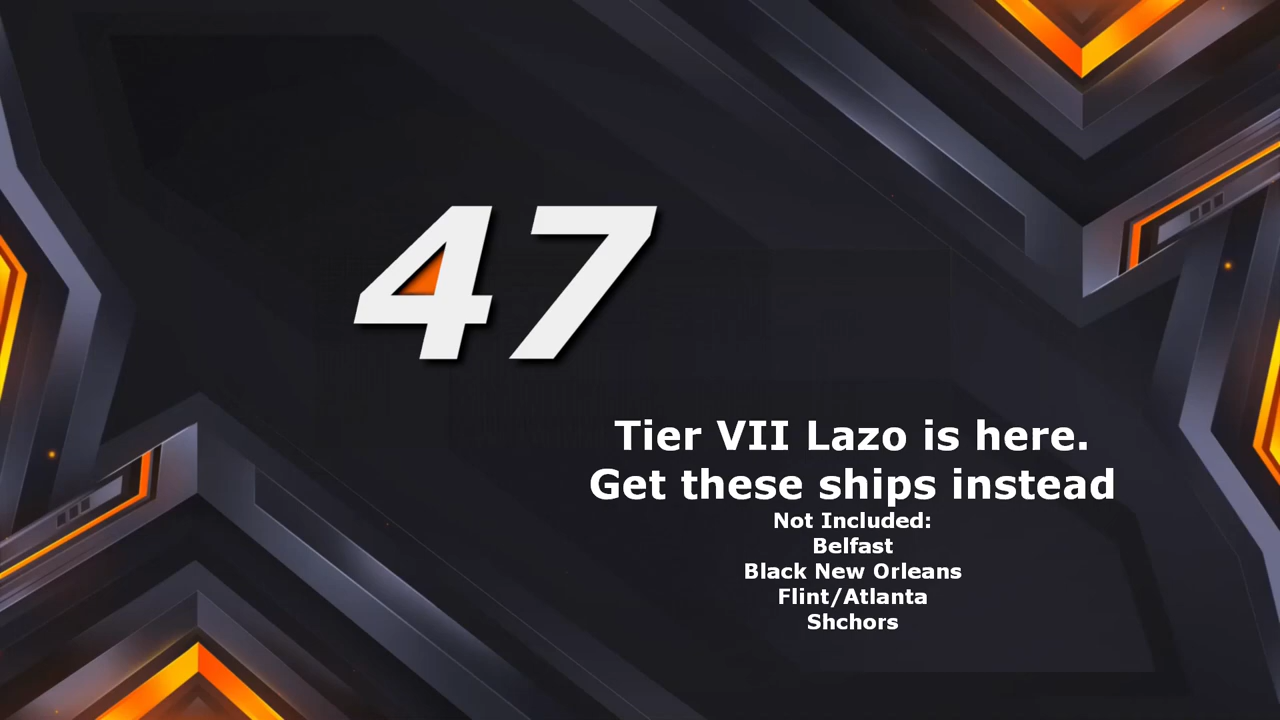 47
Tier VII Lazo is here.
Get these ships instead
Not Included:
Belfast
Black New Orleans
Flint/Atlanta
Shchors